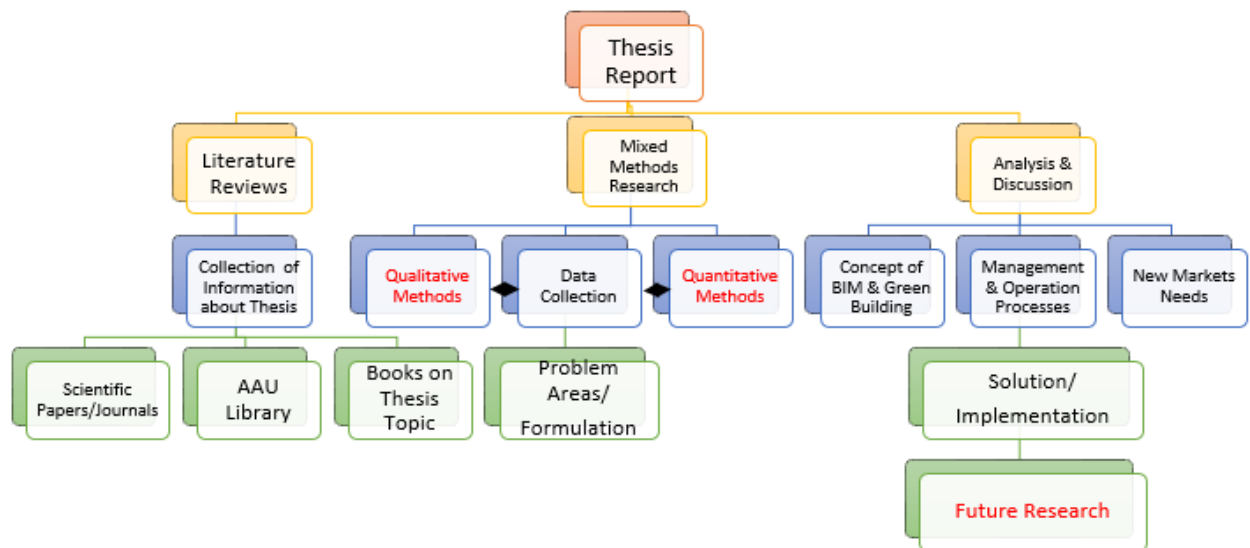 Thesis
Report
Literature
Reviews
Mixed
Methods
Research
Analysis &
Discussion
Collection of
Information
about Thesis
Qualitative
Methods
Data
Collection
Quantitative
Methods
Concept of
BIM & Green
Building
Management
& Operation
Processes
New Markets
Needs
Scientific
Papers/Journals
AAU
Library
Books on
Thesis
Topic
Problem
Areas/
Formulation
Solution/
Implementation
Future Research